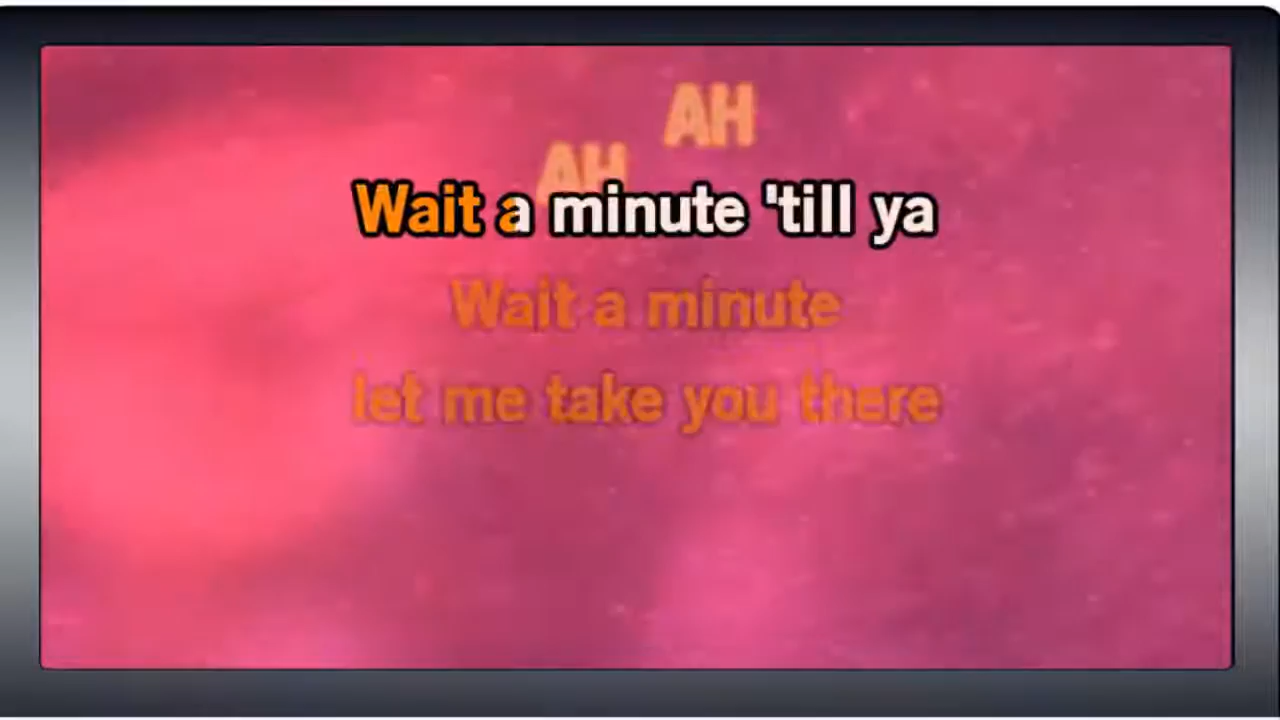 AH
AH
Wait a minute 'till ya
Wait a minute
let me take you there